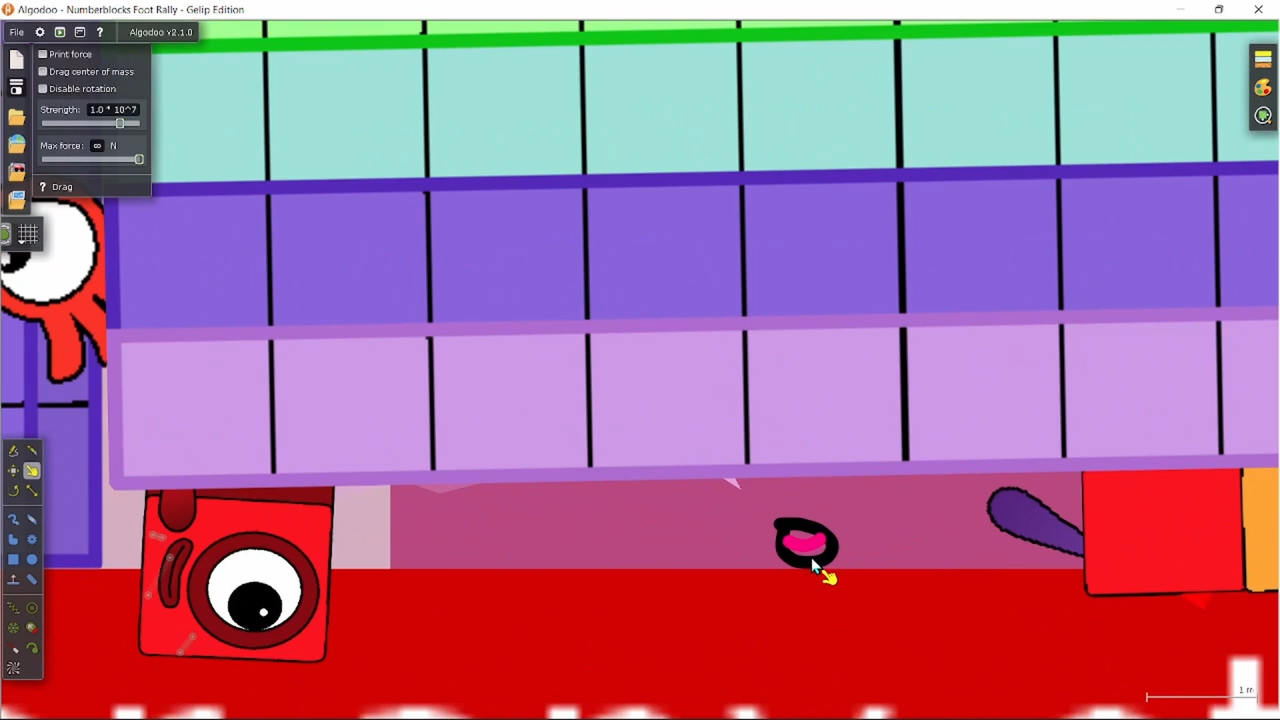 Algodoo - Numberblocks Foot Rally - Gelip Edition
File ? Algodoo v2.1.0
Print force
Drag center of mass
Disable rotation
Strength: 1.0 * 10^7
Max force: ∞ N
? Drag